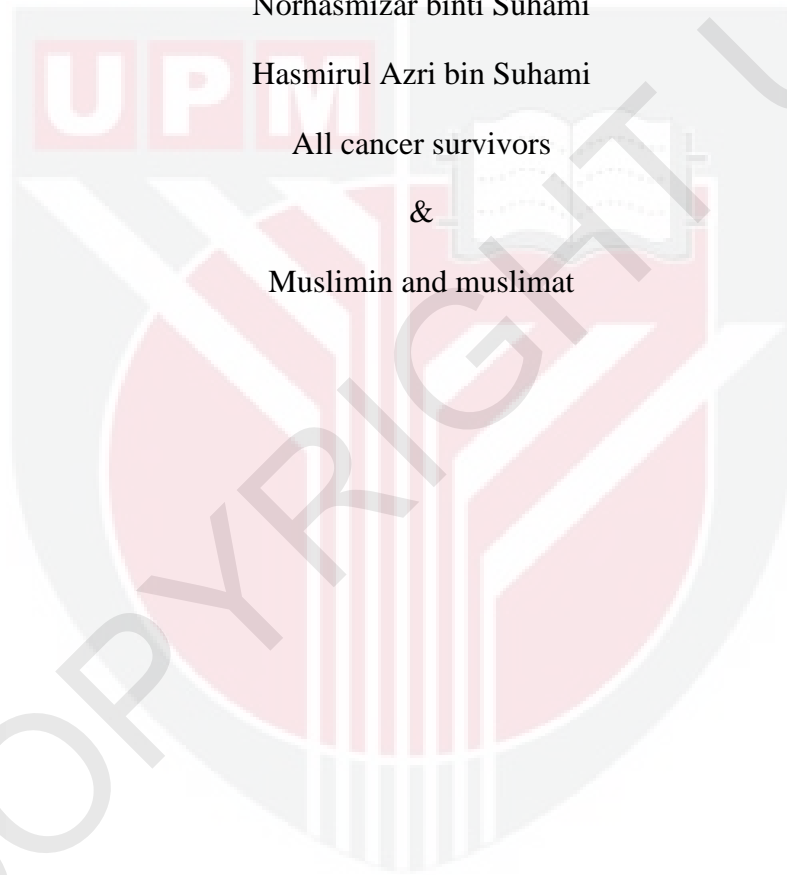 Norhasmizar binti Suhami
UPM
Hasmirul Azri bin Suhami
All cancer survivors
&
Muslimin and muslimat
COPYRIGHT U